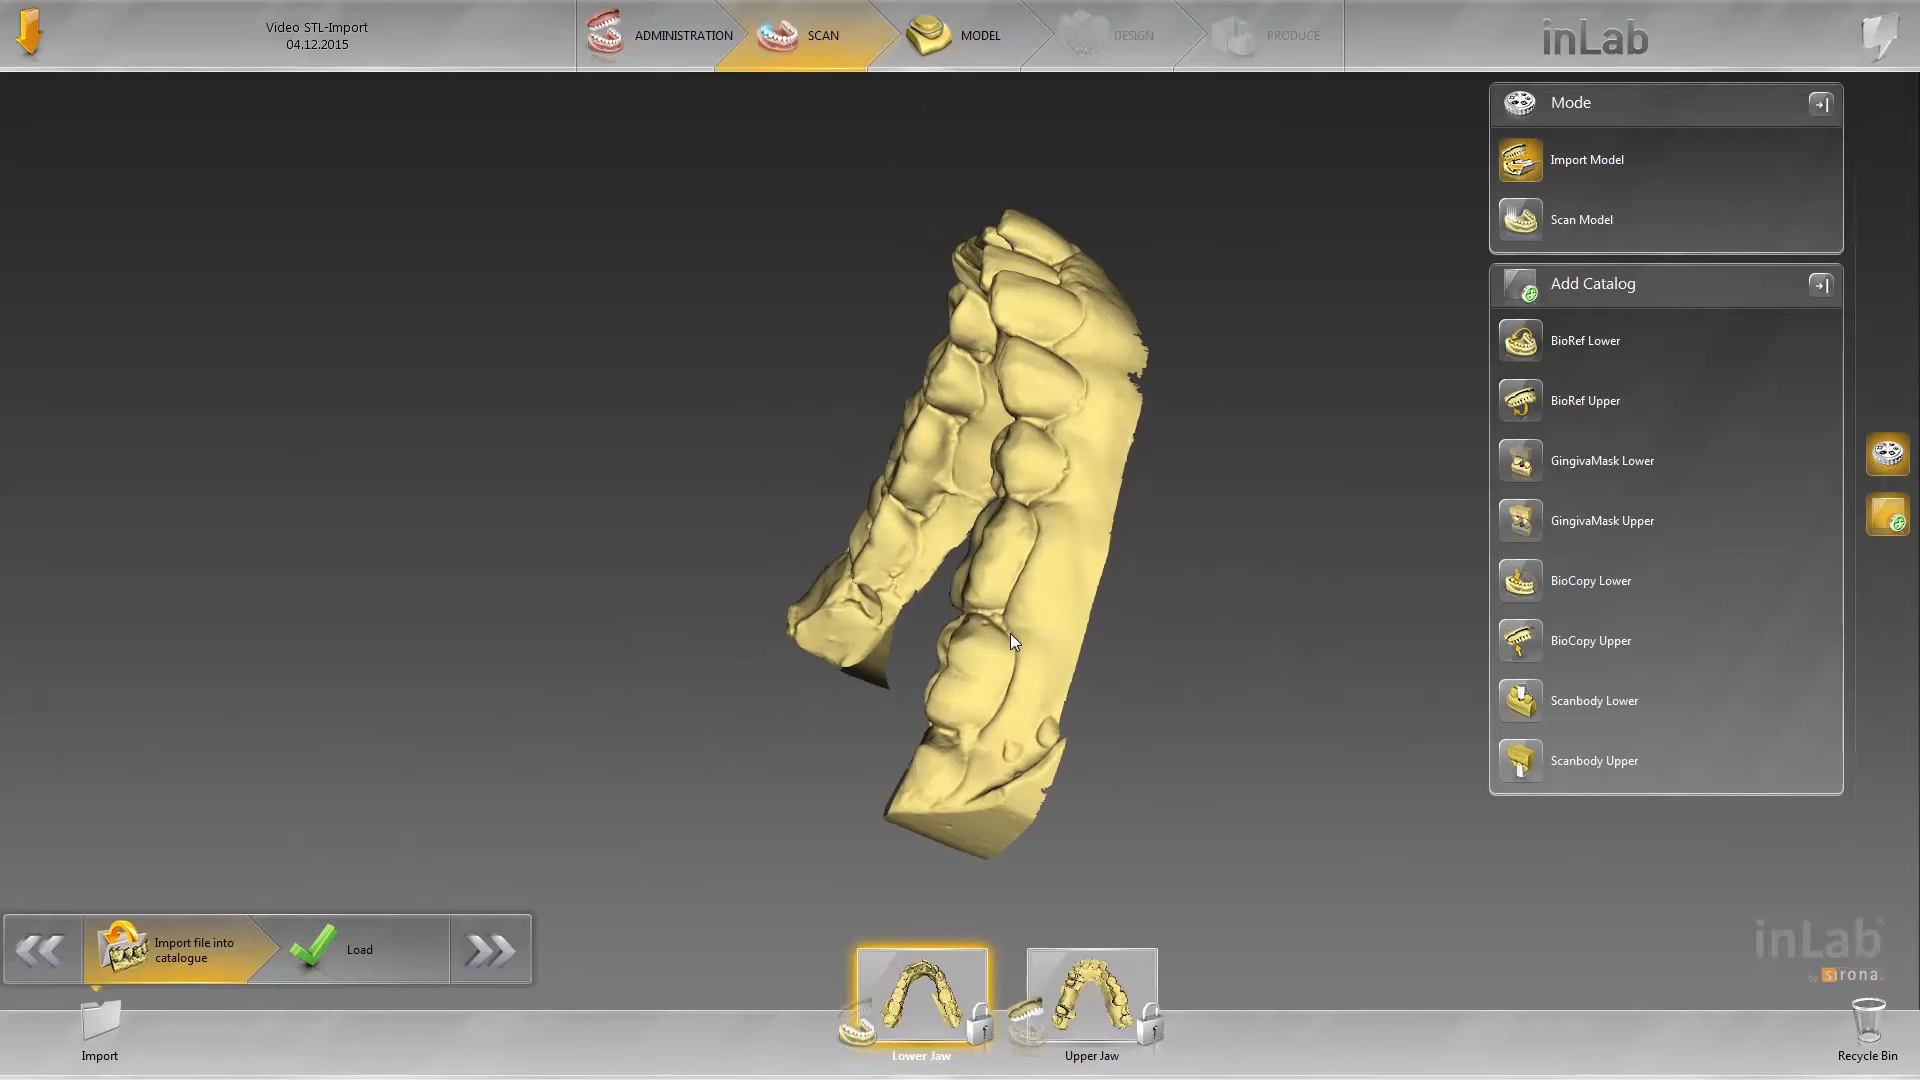 Video STL-Import
04.12.2015
ADMINISTRATION
SCAN
MODEL
DESIGN
PRODUCE
inLab
Mode
Import Model
Scan Model
Add Catalog
BioRef Lower
BioRef Upper
GingivaMask Lower
GingivaMask Upper
BioCopy Lower
BioCopy Upper
Scanbody Lower
Scanbody Upper
Import file into
catalogue
Load
inLab
by sirona.
Import
Lower Jaw
Upper Jaw
Recycle Bin